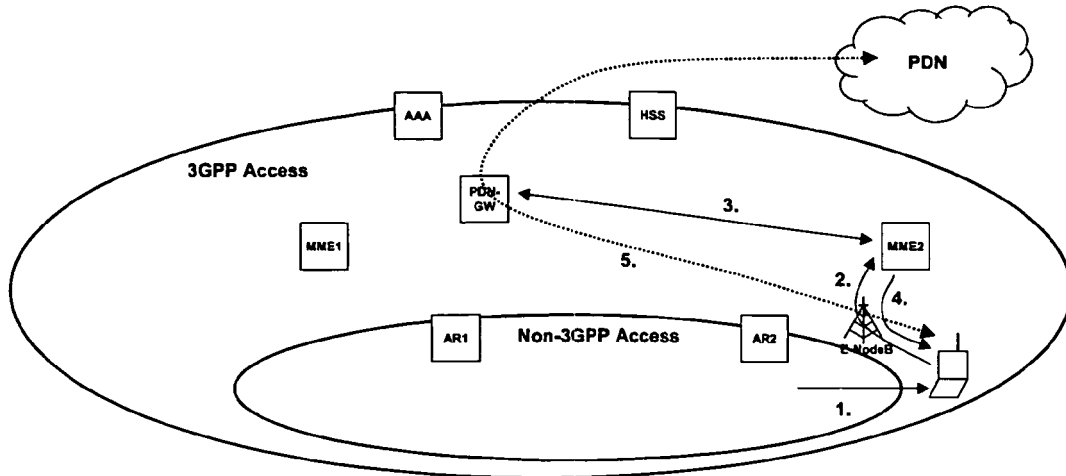 PDN
AAA
HSS
3GPP Access
PDN-
GW
3.
MME1
MME2
5.
2.
4.
Non-3GPP Access
AR1
AR2
E-NodeB
1.